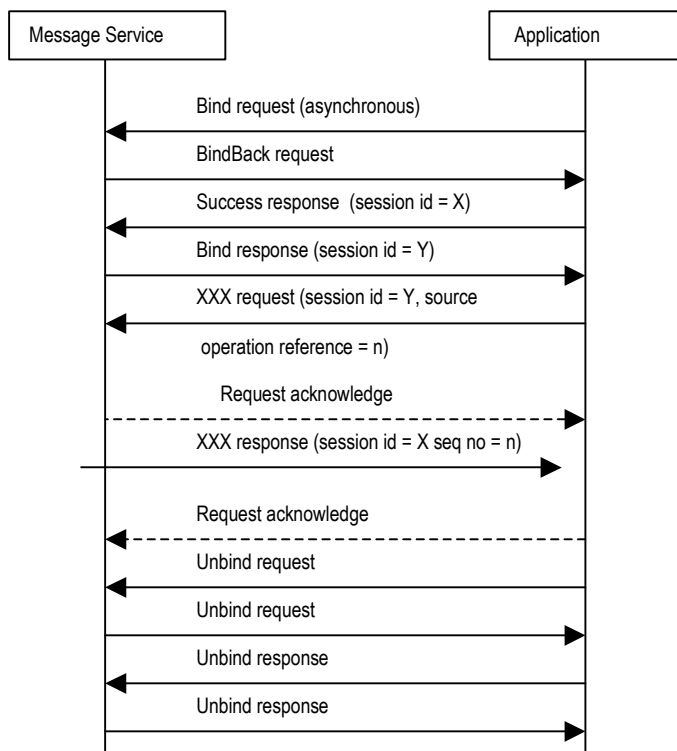 Message Service
Application
Bind request (asynchronous)
BindBack request
Success response (session id = X)
Bind response (session id = Y)
XXX request (session id = Y, source
operation reference = n)
Request acknowledge
XXX response (session id = X seq no = n)
Request acknowledge
Unbind request
Unbind request
Unbind response
Unbind response